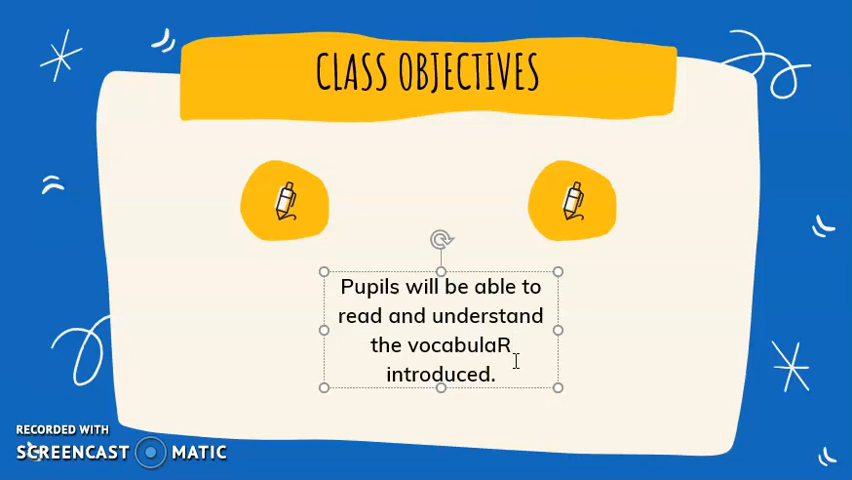 CLASS OBJECTIVES
Pupils will be able to
read and understand
the vocabulaR
introduced.
RECORDED WITH
SCREENCAST MATIC